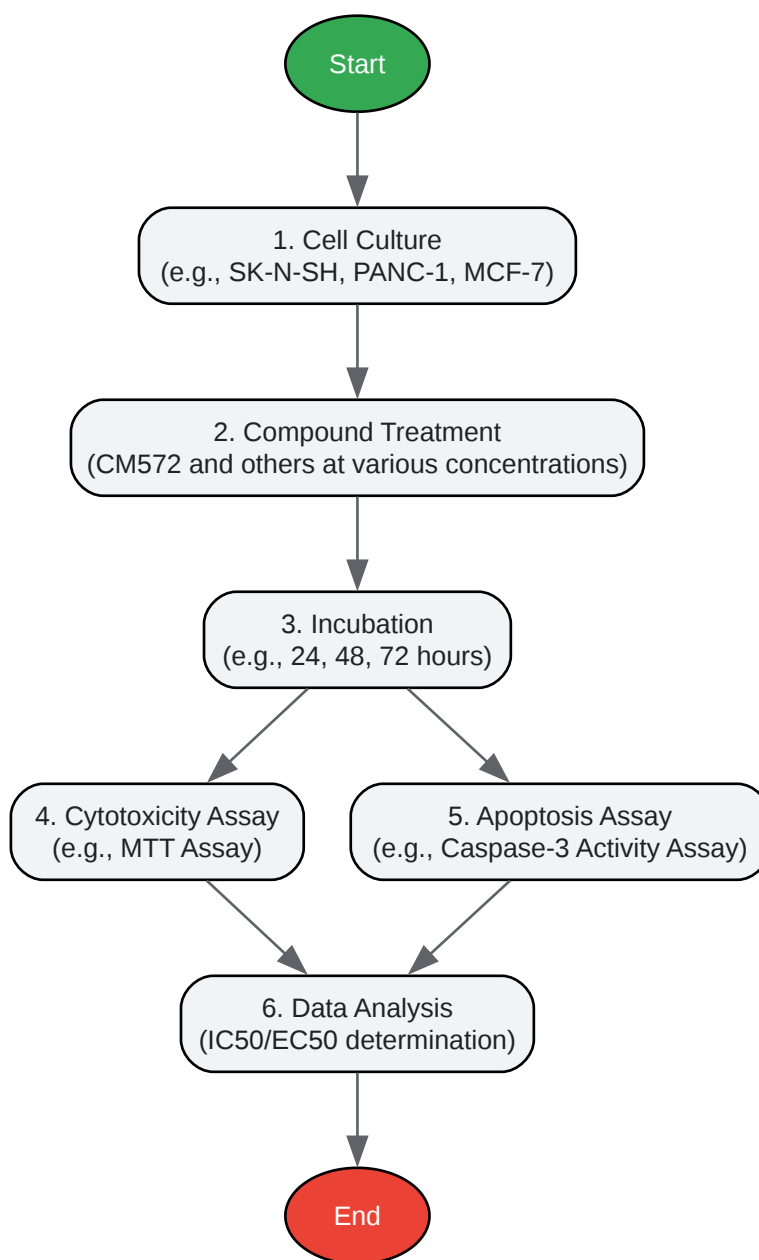 Start
1. Cell Culture
(e.g., SK-N-SH, PANC-1, MCF-7)
2. Compound Treatment
(CM572 and others at various concentrations)
3. Incubation
(e.g., 24, 48, 72 hours)
4. Cytotoxicity Assay
(e.g., MTT Assay)
5. Apoptosis Assay
(e.g., Caspase-3 Activity Assay)
6. Data Analysis
(IC50/EC50 determination)
End